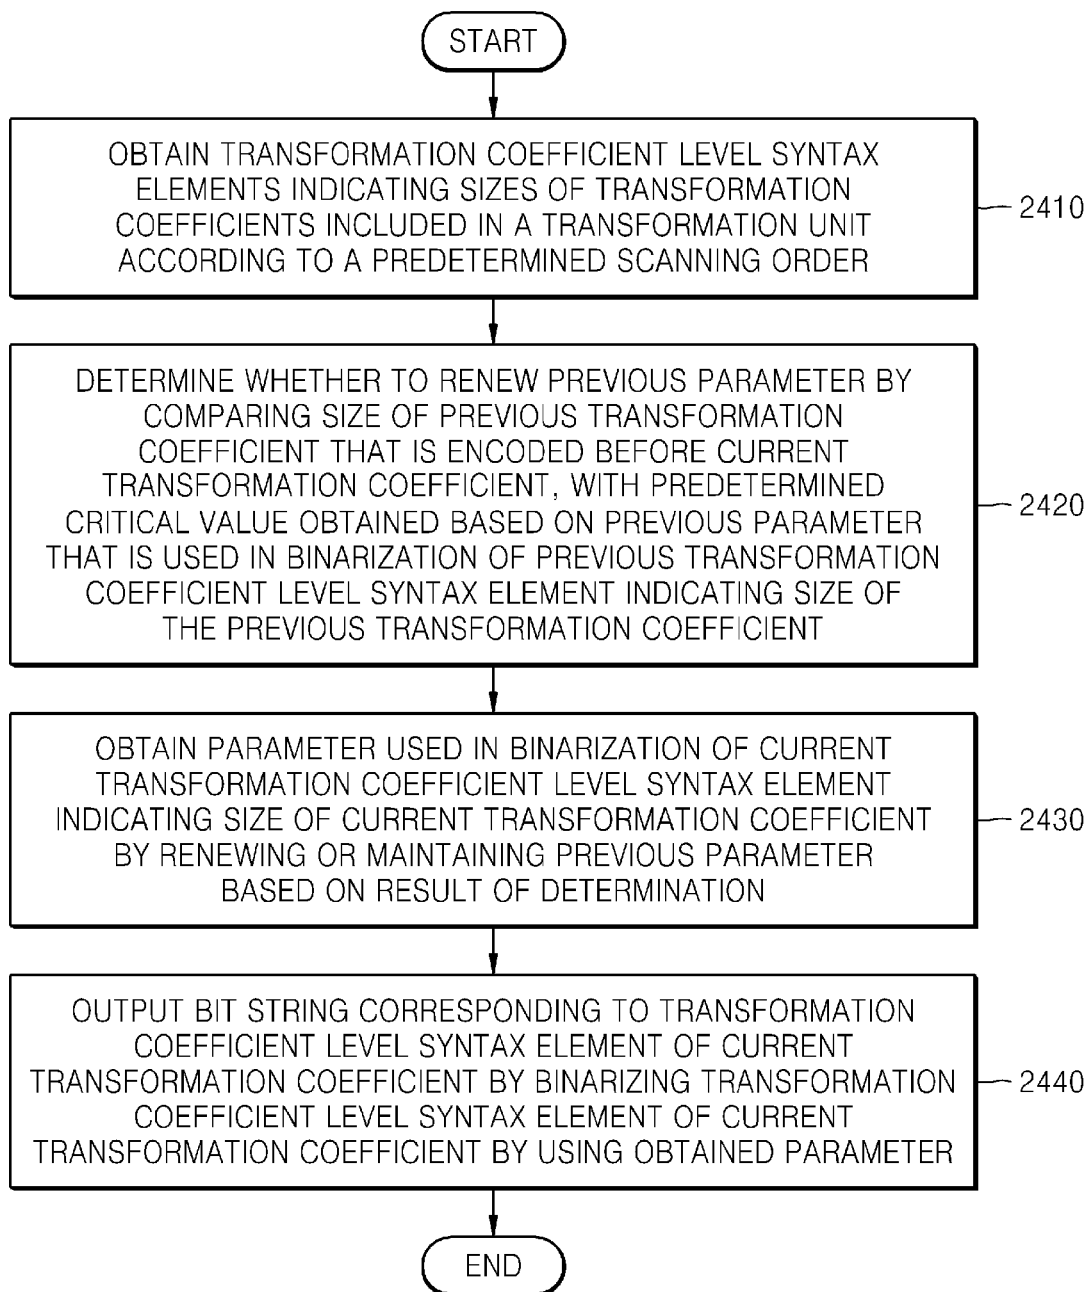 START
OBTAIN TRANSFORMATION COEFFICIENT LEVEL SYNTAX
ELEMENTS INDICATING SIZES OF TRANSFORMATION
COEFFICIENTS INCLUDED IN A TRANSFORMATION UNIT
ACCORDING TO A PREDETERMINED SCANNING ORDER
2410
DETERMINE WHETHER TO RENEW PREVIOUS PARAMETER BY
COMPARING SIZE OF PREVIOUS TRANSFORMATION
COEFFICIENT THAT IS ENCODED BEFORE CURRENT
TRANSFORMATION COEFFICIENT, WITH PREDETERMINED
CRITICAL VALUE OBTAINED BASED ON PREVIOUS PARAMETER
THAT IS USED IN BINARIZATION OF PREVIOUS TRANSFORMATION
COEFFICIENT LEVEL SYNTAX ELEMENT INDICATING SIZE OF
THE PREVIOUS TRANSFORMATION COEFFICIENT
2420
OBTAIN PARAMETER USED IN BINARIZATION OF CURRENT
TRANSFORMATION COEFFICIENT LEVEL SYNTAX ELEMENT
INDICATING SIZE OF CURRENT TRANSFORMATION COEFFICIENT
BY RENEWING OR MAINTAINING PREVIOUS PARAMETER
BASED ON RESULT OF DETERMINATION
2430
OUTPUT BIT STRING CORRESPONDING TO TRANSFORMATION
COEFFICIENT LEVEL SYNTAX ELEMENT OF CURRENT
TRANSFORMATION COEFFICIENT BY BINARIZING TRANSFORMATION
COEFFICIENT LEVEL SYNTAX ELEMENT OF CURRENT
TRANSFORMATION COEFFICIENT BY USING OBTAINED PARAMETER
2440
END